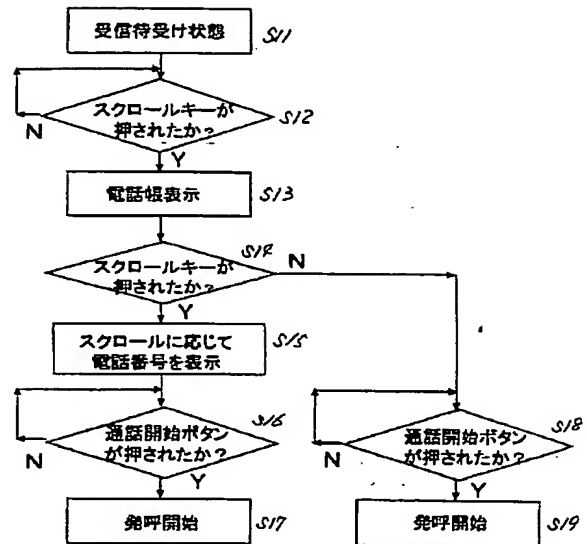 受信待受け状態
S11
スクロールキーが
押されたか?
S12
N
Y
電話帳表示
S13
S14
スクロールキーが
押されたか?
N
Y
スクロールに応じて
電話番号を表示
S15
通話開始ボタン
が押されたか?
S16
N
Y
発呼開始
S17
通話開始ボタン
が押されたか?
S18
N
Y
発呼開始
S19